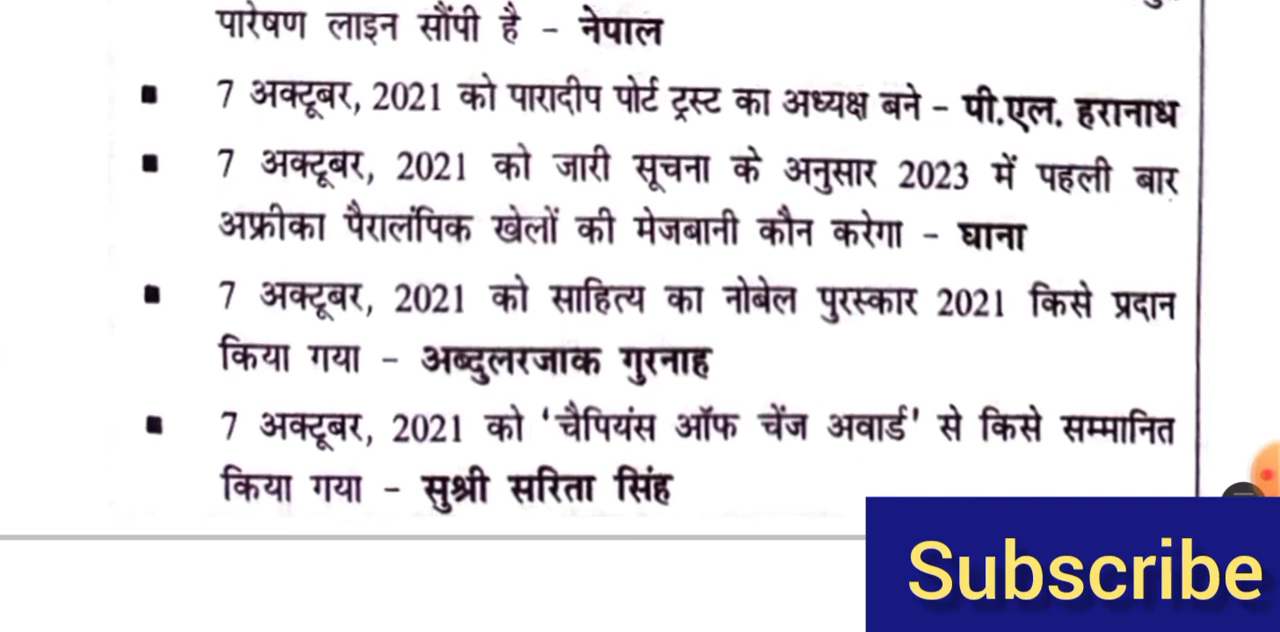 पारेषण लाइन सौंपी है – नेपाल
▪ 7 अक्टूबर, 2021 को पारादीप पोर्ट ट्रस्ट का अध्यक्ष बने – पी.एल. हरानाध
▪ 7 अक्टूबर, 2021 को जारी सूचना के अनुसार 2023 में पहली बार
अफ्रीका पैरालंपिक खेलों की मेजबानी कौन करेगा – घाना
▪ 7 अक्टूबर, 2021 को साहित्य का नोबेल पुरस्कार 2021 किसे प्रदान
किया गया – अब्दुलरजाक गुरनाह
▪ 7 अक्टूबर, 2021 को ‘चैपियंस ऑफ चेंज अवार्ड’ से किसे सम्मानित
किया गया – सुश्री सरिता सिंह
Subscribe